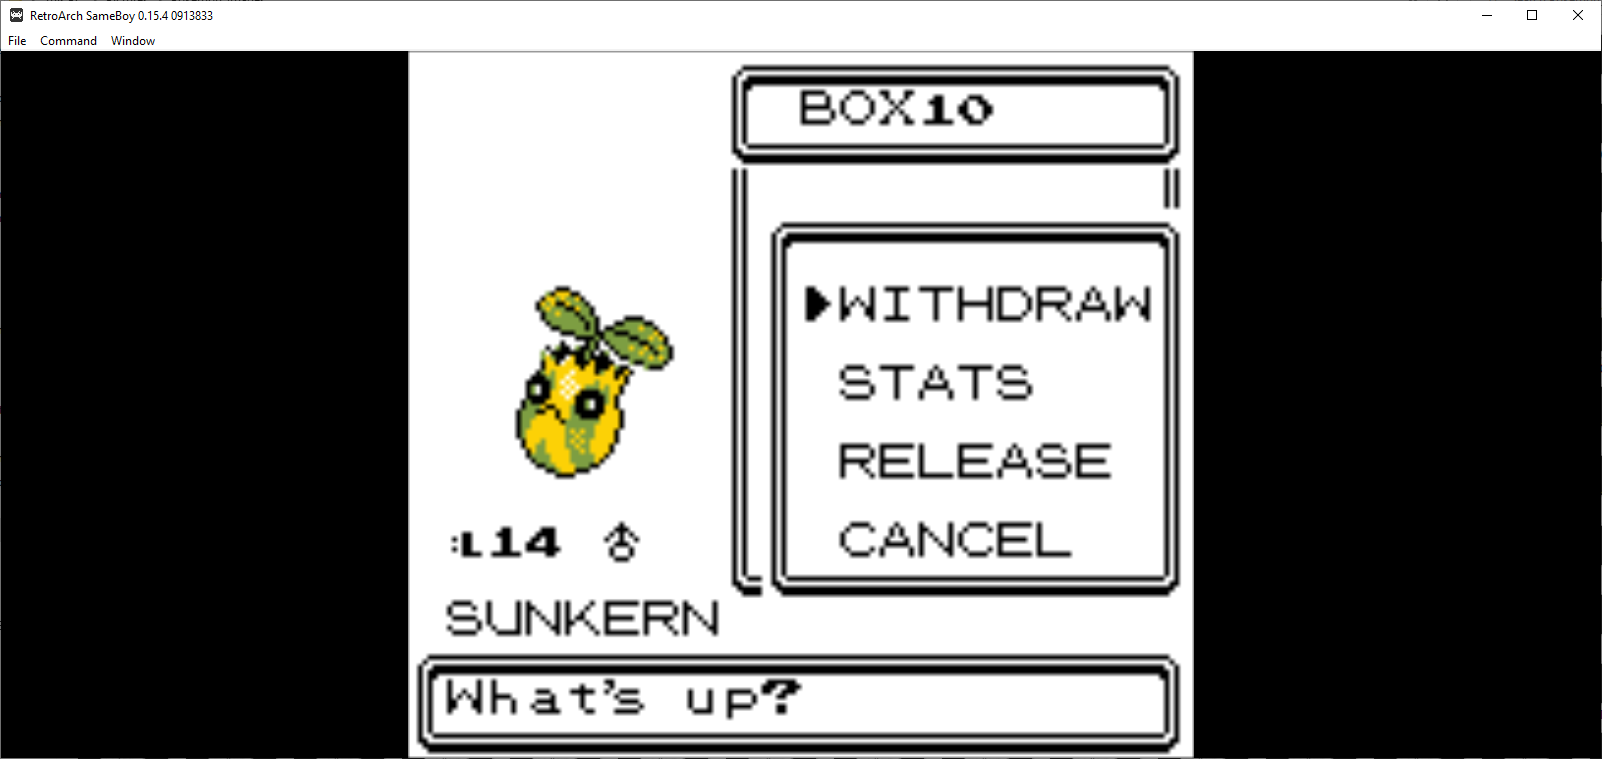 RetroArch SameBoy 0.15.4 0913833
File Command Window
BOX10
WITHDRAW
STATS
RELEASE
CANCEL
:L14 ♂
SUNKERN
What's up?